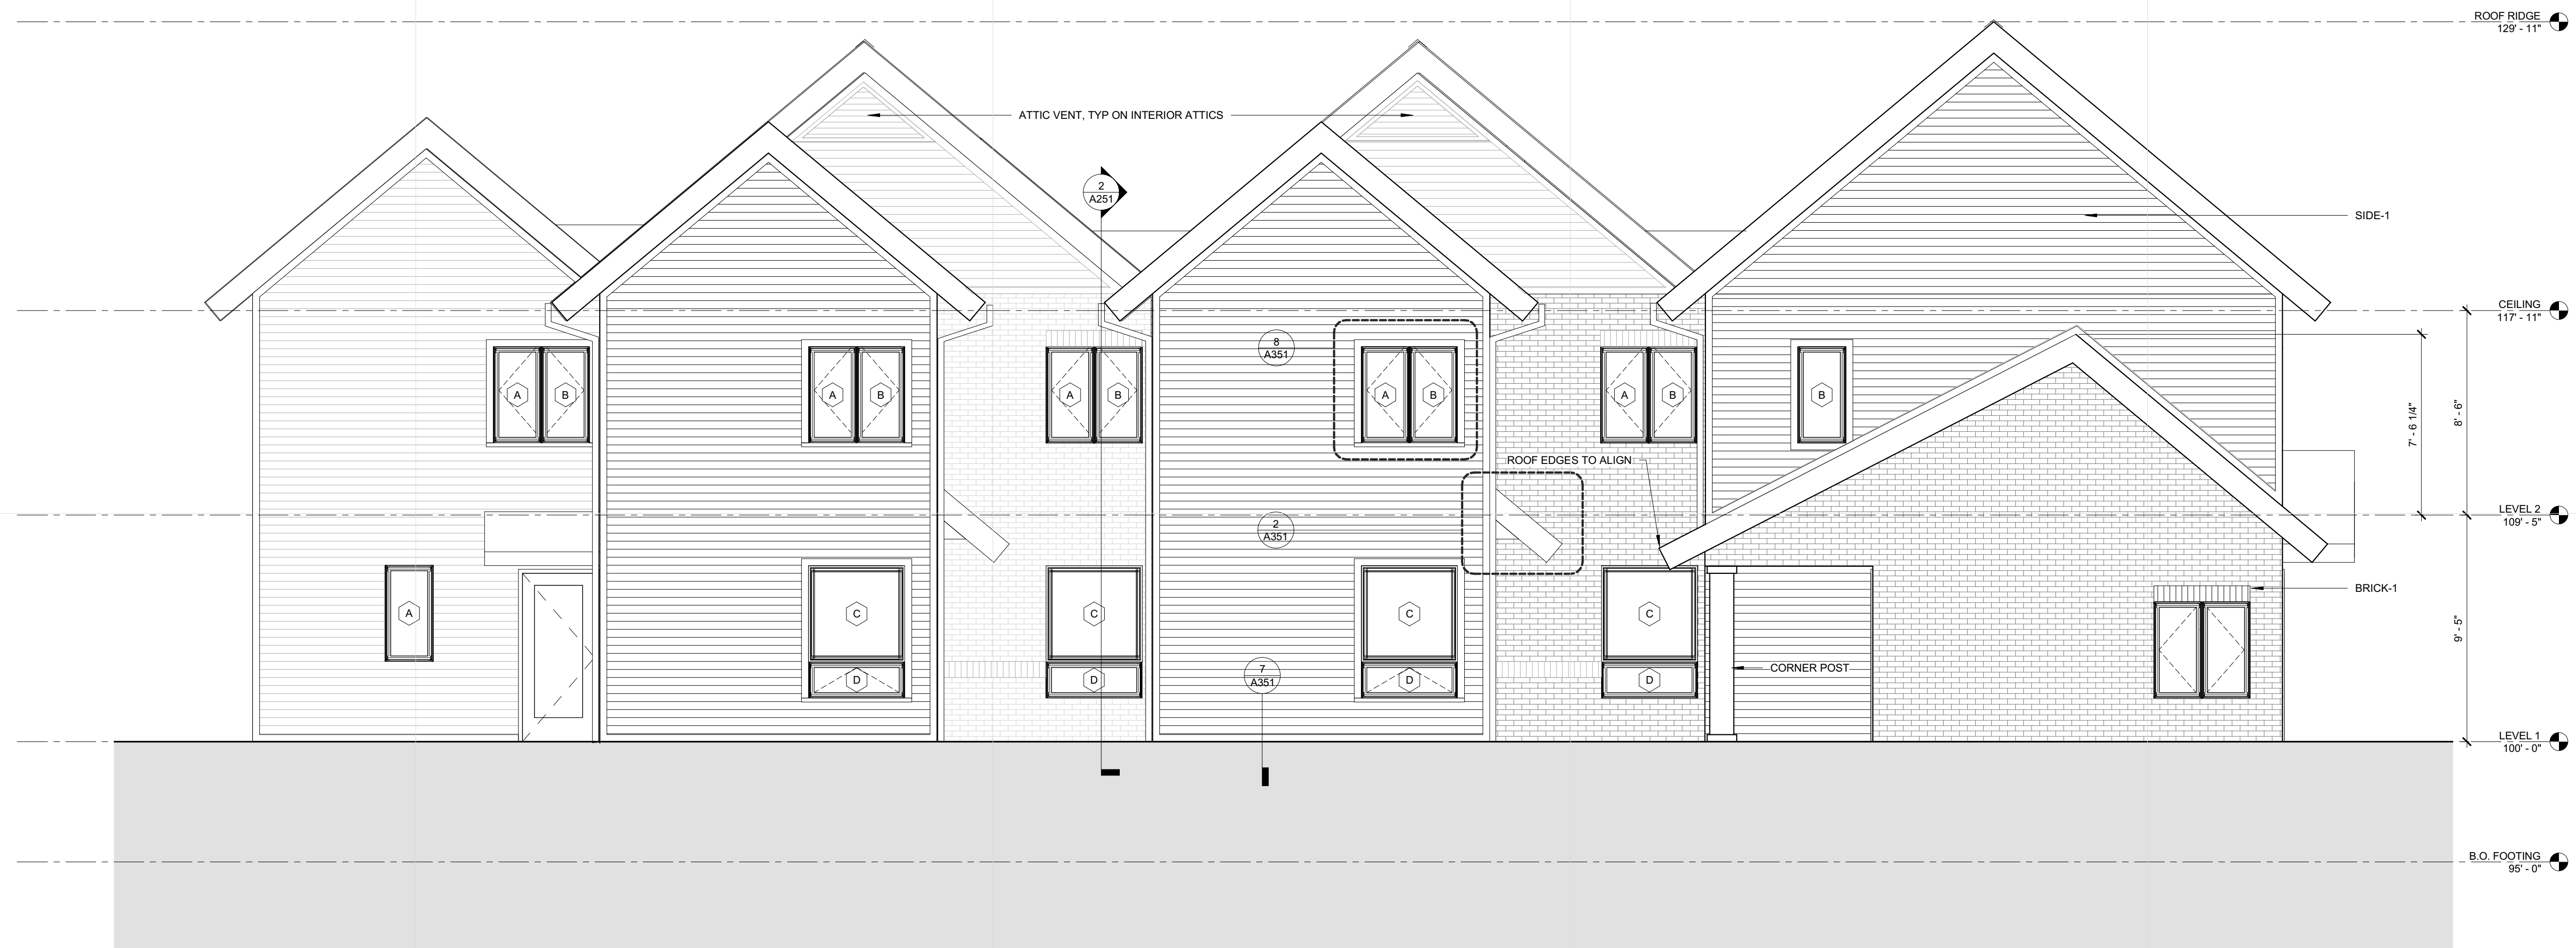 ROOF RIDGE
129' - 11"
ATTIC VENT, TYP ON INTERIOR ATTICS
2
A251
SIDE-1
CEILING
117' - 11"
8
A351
A
B
A
B
A
B
A
B
A
B
B
7' - 6 1/4"
8' - 6"
ROOF EDGES TO ALIGN
LEVEL 2
109' - 5"
2
A351
BRICK-1
A
C
C
C
C
9' - 5"
7
A351
CORNER POST
D
D
D
D
LEVEL 1
100' - 0"
B.O. FOOTING
95' - 0"